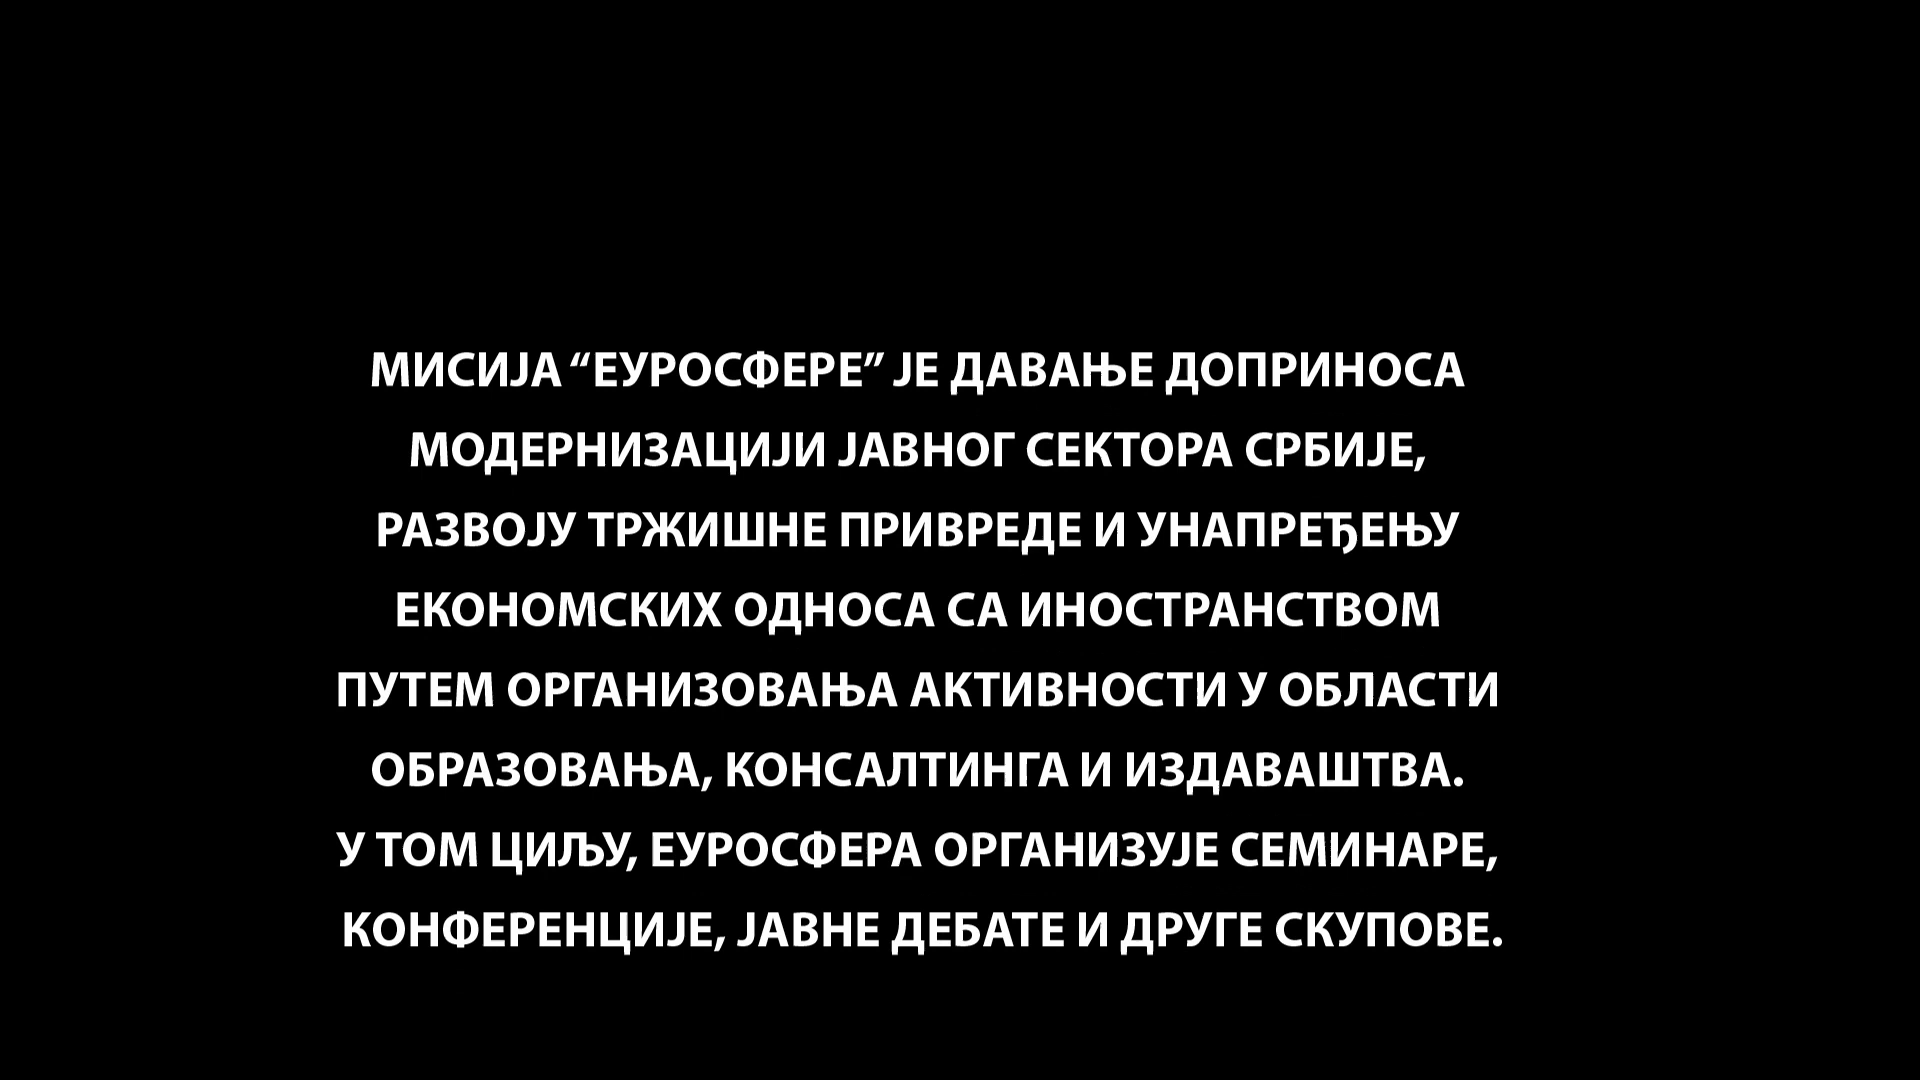 МИСИЈА “ЕУРОСФЕРЕ” ЈЕ ДАВАЊЕ ДОПРИНОСА
МОДЕРНИЗАЦИЈИ ЈАВНОГ СЕКТОРА СРБИЈЕ,
РАЗВОЈУ ТРЖИШНЕ ПРИВРЕДЕ И УНАПРЕЂЕЊУ
ЕКОНОМСКИХ ОДНОСА СА ИНОСТРАНСТВОМ
ПУТЕМ ОРГАНИЗОВАЊА АКТИВНОСТИ У ОБЛАСТИ
ОБРАЗОВАЊА, КОНСАЛТИНГА И ИЗДАВАШТВА.
У ТОМ ЦИЉУ, ЕУРОСФЕРА ОРГАНИЗУЈЕ СЕМИНАРЕ,
КОНФЕРЕНЦИЈЕ, ЈАВНЕ ДЕБАТЕ И ДРУГЕ СКУПОВЕ.